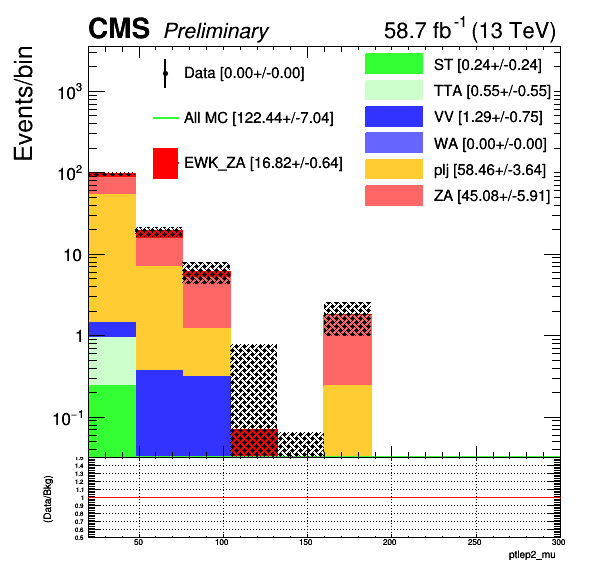 CMS Preliminary 58.7 fb⁻¹ (13 TeV)
Events/bin
Data [0.00+/-0.00]
All MC [122.44+/-7.04]
EWK_ZA [16.82+/-0.64]
ST [0.24+/-0.24]
TTA [0.55+/-0.55]
VV [1.29+/-0.75]
WA [0.00+/-0.00]
plj [58.46+/-3.64]
ZA [45.08+/-5.91]
10³
10²
10
1
10⁻¹
(Data/Bkg)
1.5
1.4
1.3
1.2
1.1
1
0.9
0.8
0.7
0.6
0.5
50 100 150 200 250 300
ptlep2_mu